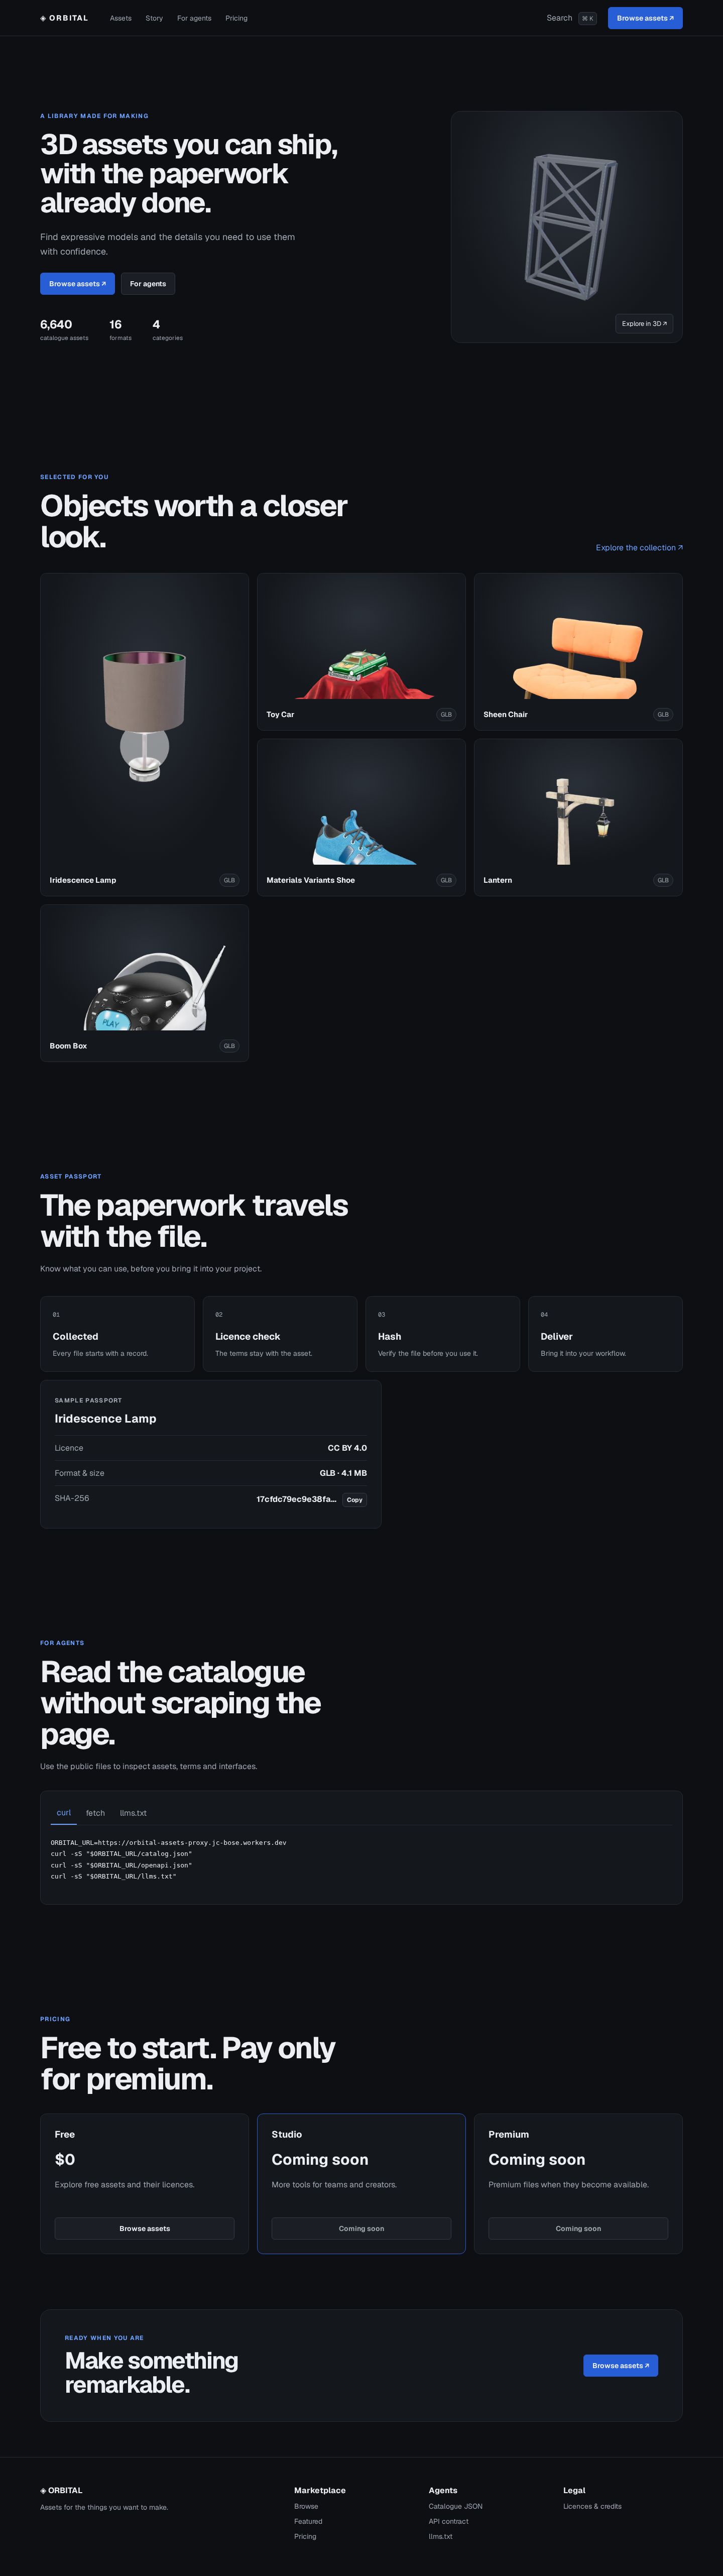 ◈ ORBITAL
Assets
Story
For agents
Pricing
Search
⌘ K
Browse assets ↗
A LIBRARY MADE FOR MAKING
3D assets you can ship,
with the paperwork
already done.
Find expressive models and the details you need to use them
with confidence.
Browse assets ↗
For agents
6,640
catalogue assets
16
formats
4
categories
Explore in 3D ↗
SELECTED FOR YOU
Objects worth a closer
look.
Explore the collection ↗
Toy Car
GLB
Sheen Chair
GLB
Iridescence Lamp
GLB
Materials Variants Shoe
GLB
Lantern
GLB
PLAY
Boom Box
GLB
ASSET PASSPORT
The paperwork travels
with the file.
Know what you can use, before you bring it into your project.
01
Collected
Every file starts with a record.
02
Licence check
The terms stay with the asset.
03
Hash
Verify the file before you use it.
04
Deliver
Bring it into your workflow.
SAMPLE PASSPORT
Iridescence Lamp
Licence
CC BY 4.0
Format & size
GLB · 4.1 MB
SHA-256
17cfdc79ec9e38fa…
Copy
FOR AGENTS
Read the catalogue
without scraping the
page.
Use the public files to inspect assets, terms and interfaces.
curl
fetch
llms.txt
ORBITAL_URL=https://orbital-assets-proxy.jc-bose.workers.dev
curl -sS "$ORBITAL_URL/catalog.json"
curl -sS "$ORBITAL_URL/openapi.json"
curl -sS "$ORBITAL_URL/llms.txt"
PRICING
Free to start. Pay only
for premium.
Free
$0
Explore free assets and their licences.
Browse assets
Studio
Coming soon
More tools for teams and creators.
Coming soon
Premium
Coming soon
Premium files when they become available.
Coming soon
READY WHEN YOU ARE
Make something
remarkable.
Browse assets ↗
◈ ORBITAL
Assets for the things you want to make.
Marketplace
Browse
Featured
Pricing
Agents
Catalogue JSON
API contract
llms.txt
Legal
Licences & credits